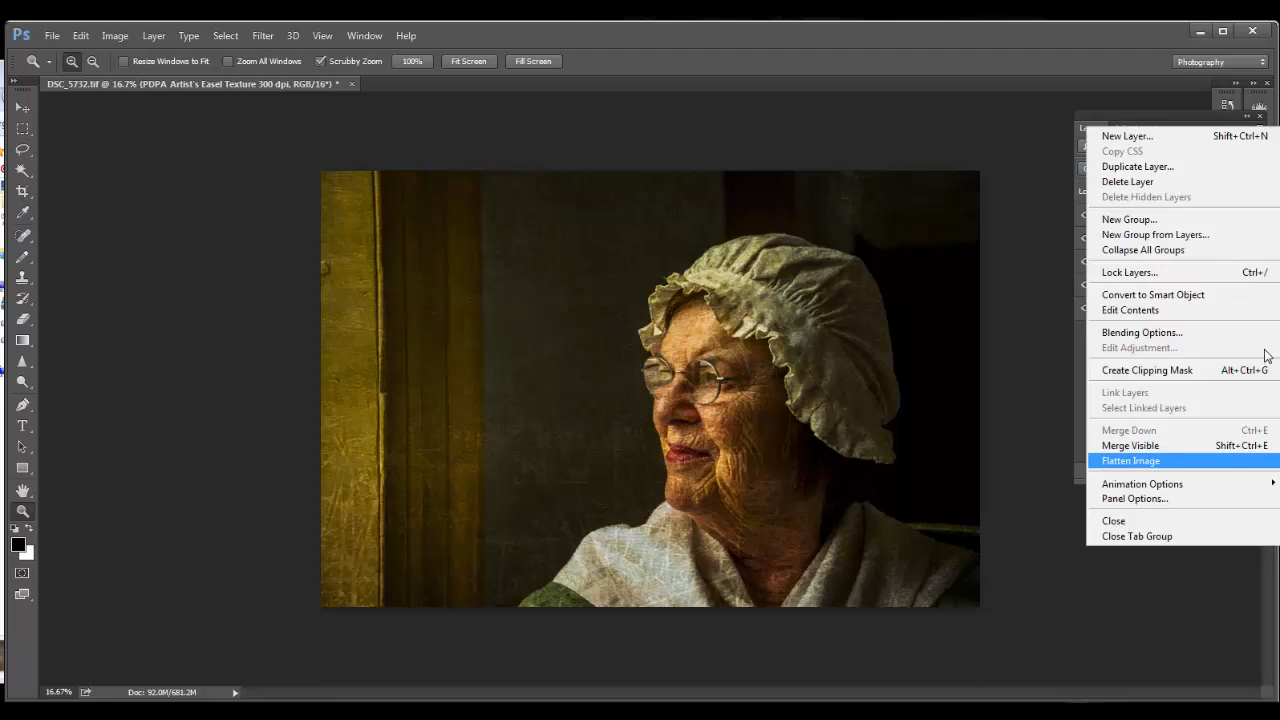 Ps File Edit Image Layer Type Select Filter 3D View Window Help
Resize Windows to Fit Zoom All Windows Scrubby Zoom 100% Fit Screen Fill Screen Photography
DSC_5732.tif @ 16.7% (PDPA Artist's Easel Texture 300 dpi, RGB/16*) * ×
New Layer... Shift+Ctrl+N
Copy CSS
Duplicate Layer...
Delete Layer
Delete Hidden Layers
New Group...
New Group from Layers...
Collapse All Groups
Lock Layers... Ctrl+/
Convert to Smart Object
Edit Contents
Blending Options...
Edit Adjustment...
Create Clipping Mask Alt+Ctrl+G
Link Layers
Select Linked Layers
Merge Down Ctrl+E
Merge Visible Shift+Ctrl+E
Flatten Image
Animation Options
Panel Options...
Close
Close Tab Group
16.67% Doc: 92.0M/681.2M